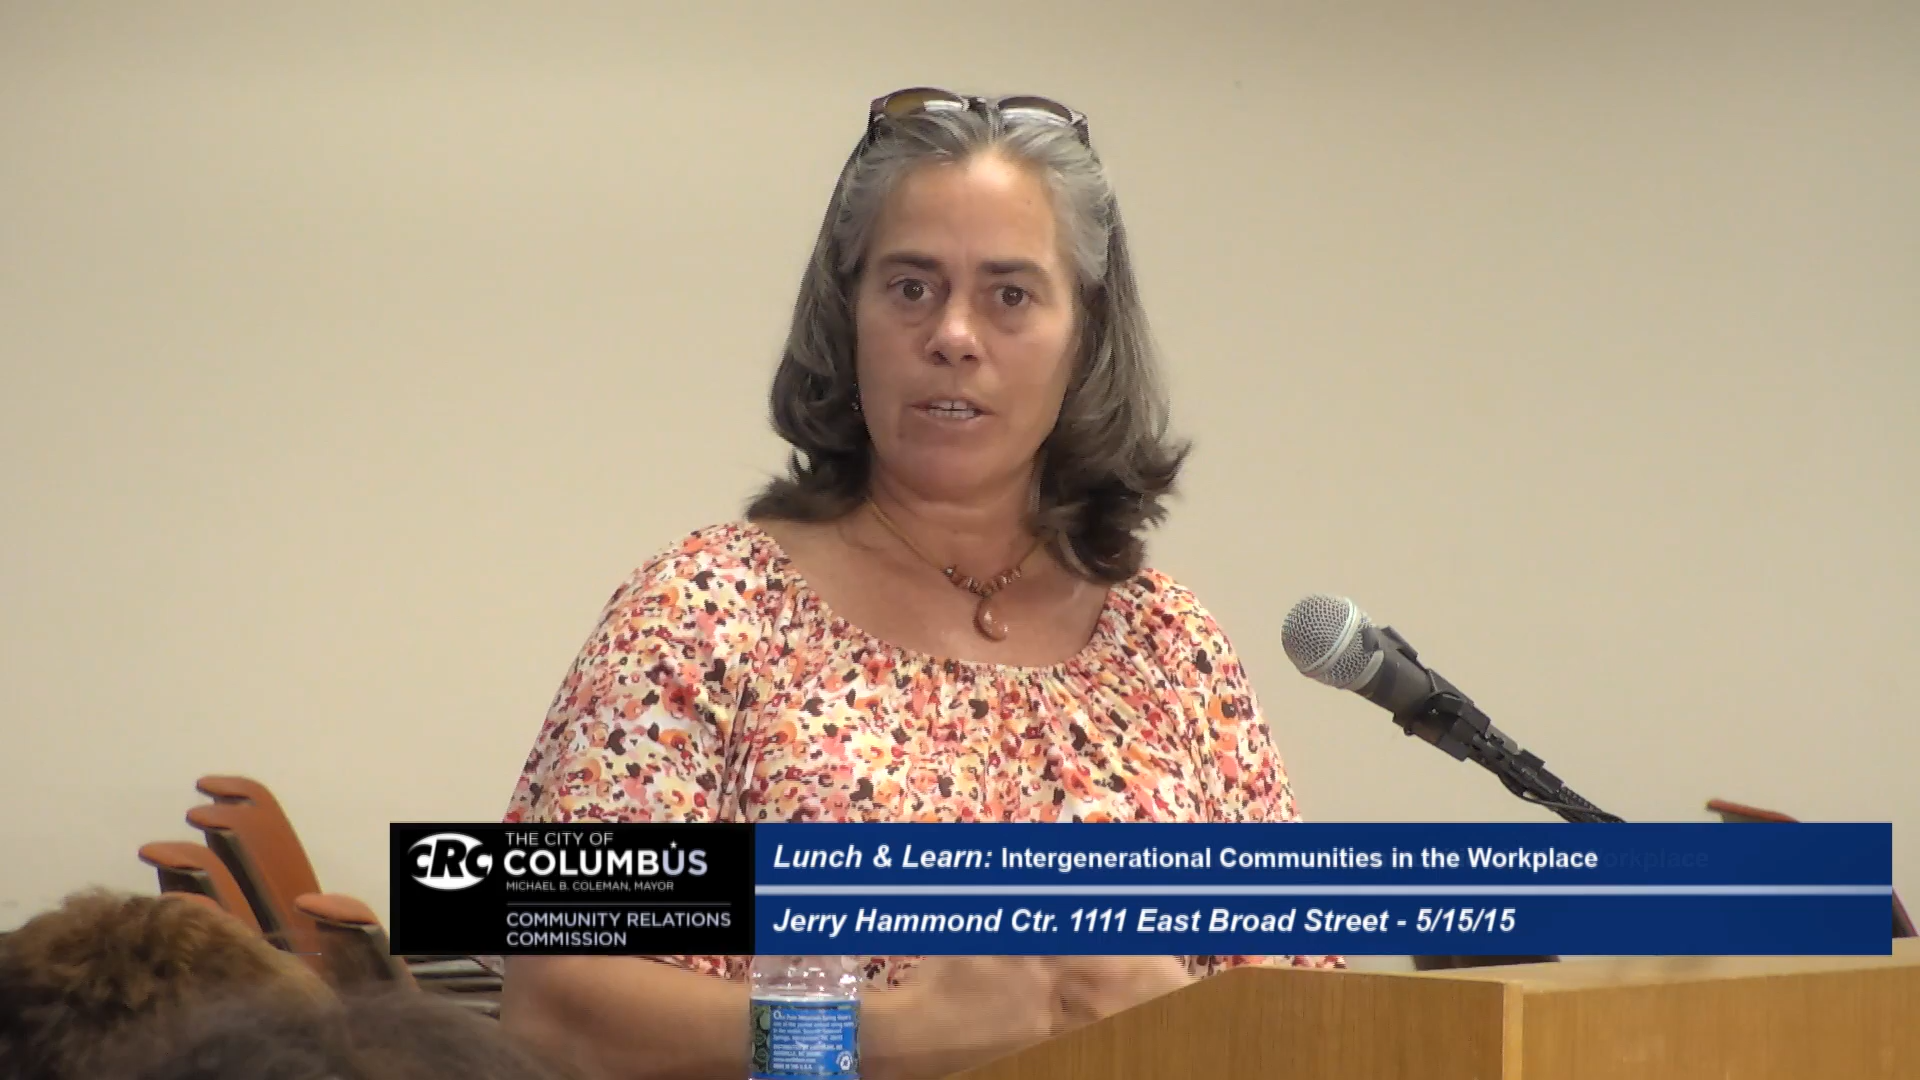 CRC
THE CITY OF
COLUMBUS
MICHAEL B. COLEMAN, MAYOR
COMMUNITY RELATIONS
COMMISSION
Lunch & Learn: Intergenerational Communities in the Workplace
Jerry Hammond Ctr. 1111 East Broad Street - 5/15/15